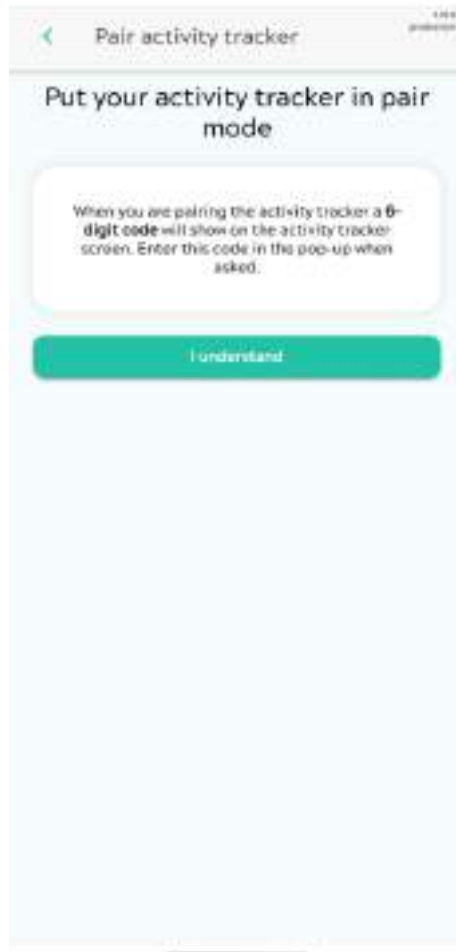 Pair activity tracker
Put your activity tracker in pair
mode
When you are pairing the activity tracker a 6-
digit code will show on the activity tracker
screen. Enter this code in the pop-up when
asked.
I understand